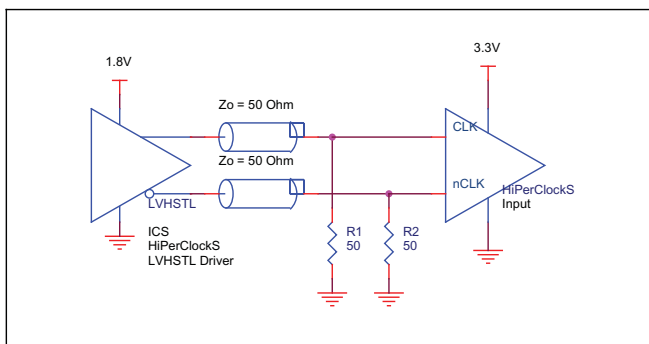 1.8V
3.3V
Zo = 50 Ohm
CLK
Zo = 50 Ohm
nCLK
HiPerClockS
Input
LVHSTL
ICS
HiPerClockS
LVHSTL Driver
R1
50
R2
50